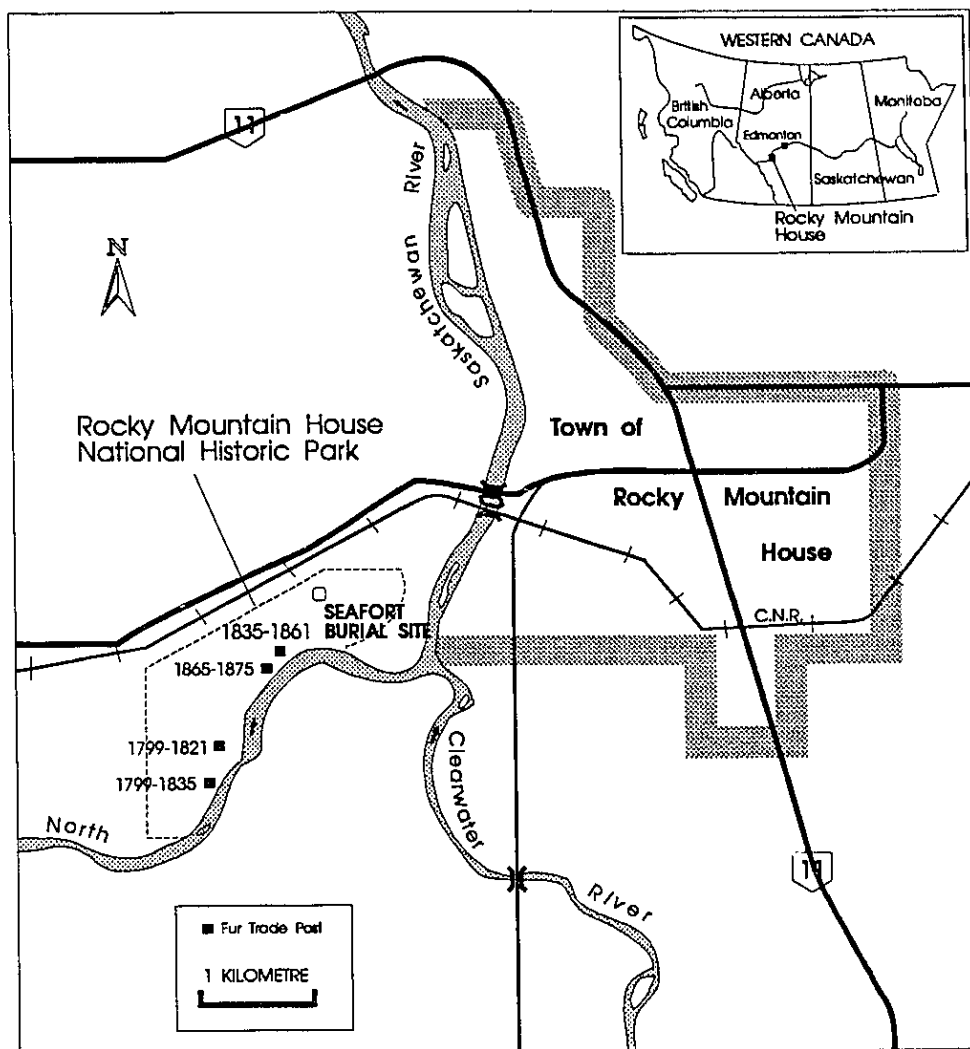 WESTERN CANADA
Alberta
British
Columbia
Manitoba
Edmonton
Saskatchewan
Rocky Mountain
House
11
N
River
Saskatchewan
Rocky Mountain House
National Historic Park
Town of
Rocky Mountain
House
SEAFORT
BURIAL SITE
1835-1861
1865-1875
C.N.R.
1799-1821
1799-1835
North
Clearwater
River
11
Fur Trade Post
1 KILOMETRE